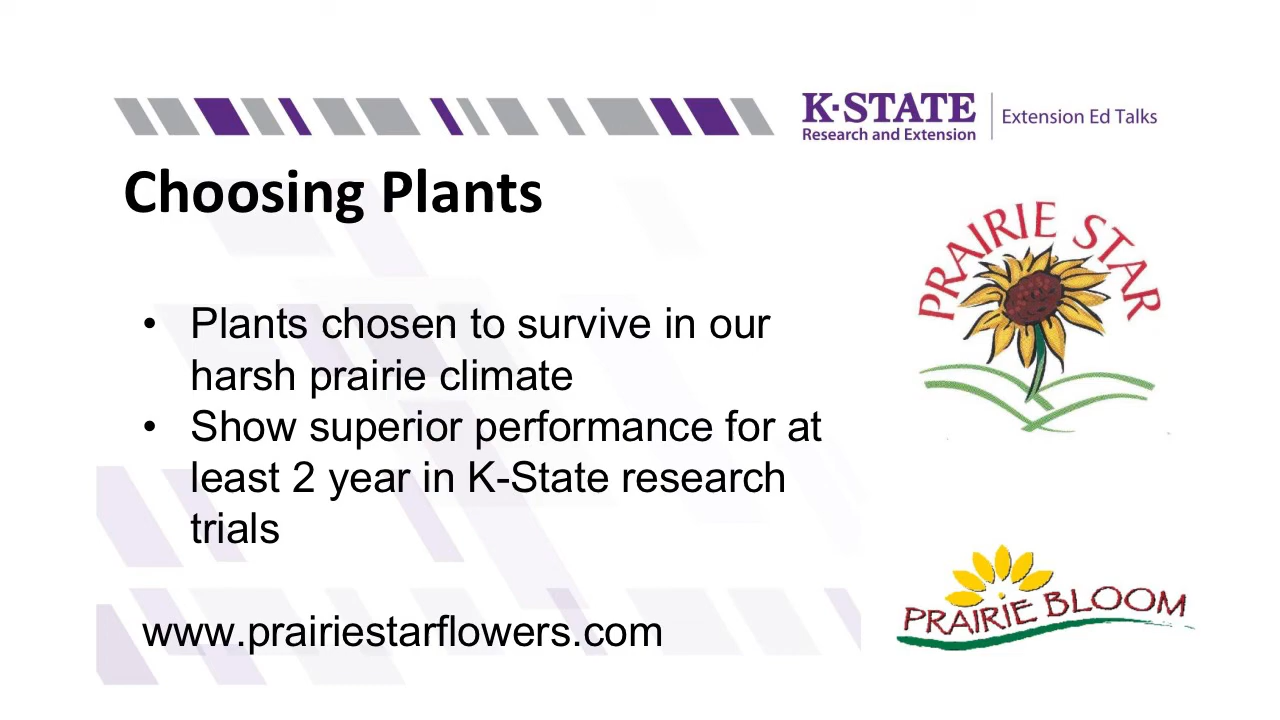 K-STATE
Research and Extension
Extension Ed Talks
Choosing Plants
PRAIRIE STAR
• Plants chosen to survive in our
harsh prairie climate
• Show superior performance for at
least 2 year in K-State research
trials
PRAIRIE BLOOM
www.prairiestarflowers.com